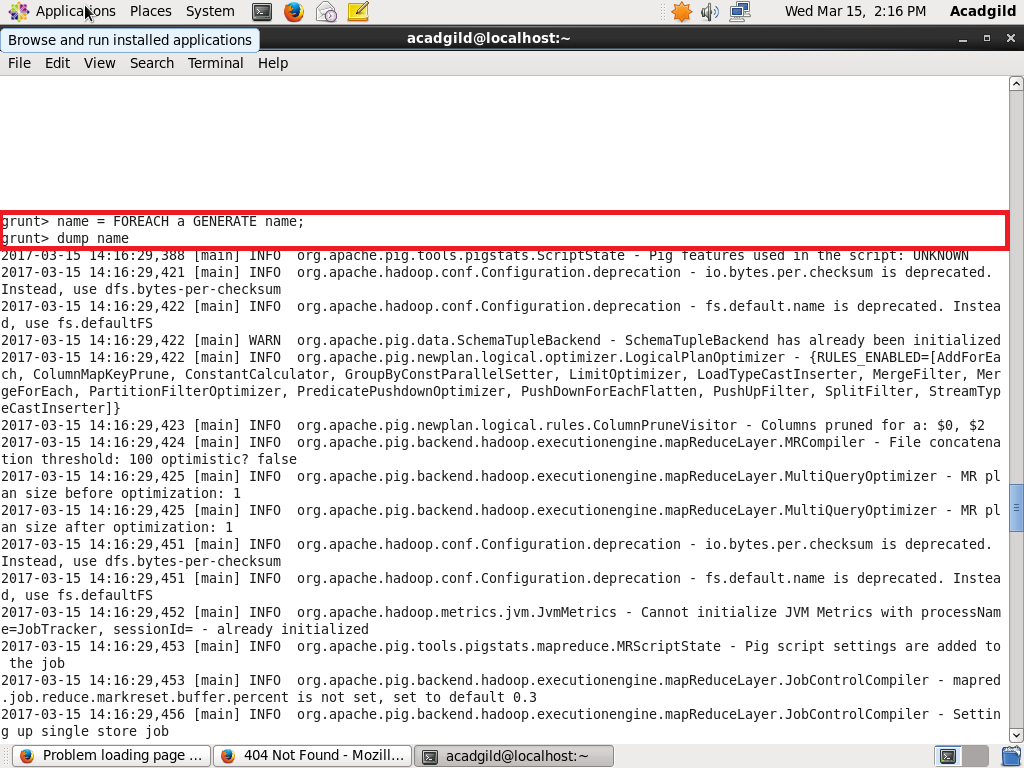 Applications Places System Wed Mar 15, 2:16 PM Acadgild
Browse and run installed applications
acadgild@localhost:~
File Edit View Search Terminal Help
grunt> name = FOREACH a GENERATE name;
grunt> dump name
2017-03-15 14:16:29,388 [main] INFO  org.apache.pig.tools.pigstats.ScriptState - Pig features used in the script: UNKNOWN
2017-03-15 14:16:29,421 [main] INFO  org.apache.hadoop.conf.Configuration.deprecation - io.bytes.per.checksum is deprecated.
Instead, use dfs.bytes-per-checksum
2017-03-15 14:16:29,422 [main] INFO  org.apache.hadoop.conf.Configuration.deprecation - fs.default.name is deprecated. Instea
d, use fs.defaultFS
2017-03-15 14:16:29,422 [main] WARN  org.apache.pig.data.SchemaTupleBackend - SchemaTupleBackend has already been initialized
2017-03-15 14:16:29,422 [main] INFO  org.apache.pig.newplan.logical.optimizer.LogicalPlanOptimizer - {RULES_ENABLED=[AddForEa
ch, ColumnMapKeyPrune, ConstantCalculator, GroupByConstParallelSetter, LimitOptimizer, LoadTypeCastInserter, MergeFilter, Mer
geForEach, PartitionFilterOptimizer, PredicatePushdownOptimizer, PushDownForEachFlatten, PushUpFilter, SplitFilter, StreamTyp
eCastInserter]}
2017-03-15 14:16:29,423 [main] INFO  org.apache.pig.newplan.logical.rules.ColumnPruneVisitor - Columns pruned for a: $0, $2
2017-03-15 14:16:29,424 [main] INFO  org.apache.pig.backend.hadoop.executionengine.mapReduceLayer.MRCompiler - File concatena
tion threshold: 100 optimistic? false
2017-03-15 14:16:29,425 [main] INFO  org.apache.pig.backend.hadoop.executionengine.mapReduceLayer.MultiQueryOptimizer - MR pl
an size before optimization: 1
2017-03-15 14:16:29,425 [main] INFO  org.apache.pig.backend.hadoop.executionengine.mapReduceLayer.MultiQueryOptimizer - MR pl
an size after optimization: 1
2017-03-15 14:16:29,451 [main] INFO  org.apache.hadoop.conf.Configuration.deprecation - io.bytes.per.checksum is deprecated.
Instead, use dfs.bytes-per-checksum
2017-03-15 14:16:29,451 [main] INFO  org.apache.hadoop.conf.Configuration.deprecation - fs.default.name is deprecated. Instea
d, use fs.defaultFS
2017-03-15 14:16:29,452 [main] INFO  org.apache.hadoop.metrics.jvm.JvmMetrics - Cannot initialize JVM Metrics with processNam
e=JobTracker, sessionId= - already initialized
2017-03-15 14:16:29,453 [main] INFO  org.apache.pig.tools.pigstats.mapreduce.MRScriptState - Pig script settings are added to
 the job
2017-03-15 14:16:29,453 [main] INFO  org.apache.pig.backend.hadoop.executionengine.mapReduceLayer.JobControlCompiler - mapred
.job.reduce.markreset.buffer.percent is not set, set to default 0.3
2017-03-15 14:16:29,456 [main] INFO  org.apache.pig.backend.hadoop.executionengine.mapReduceLayer.JobControlCompiler - Settin
g up single store job
Problem loading page ... 404 Not Found - Mozill... acadgild@localhost:~